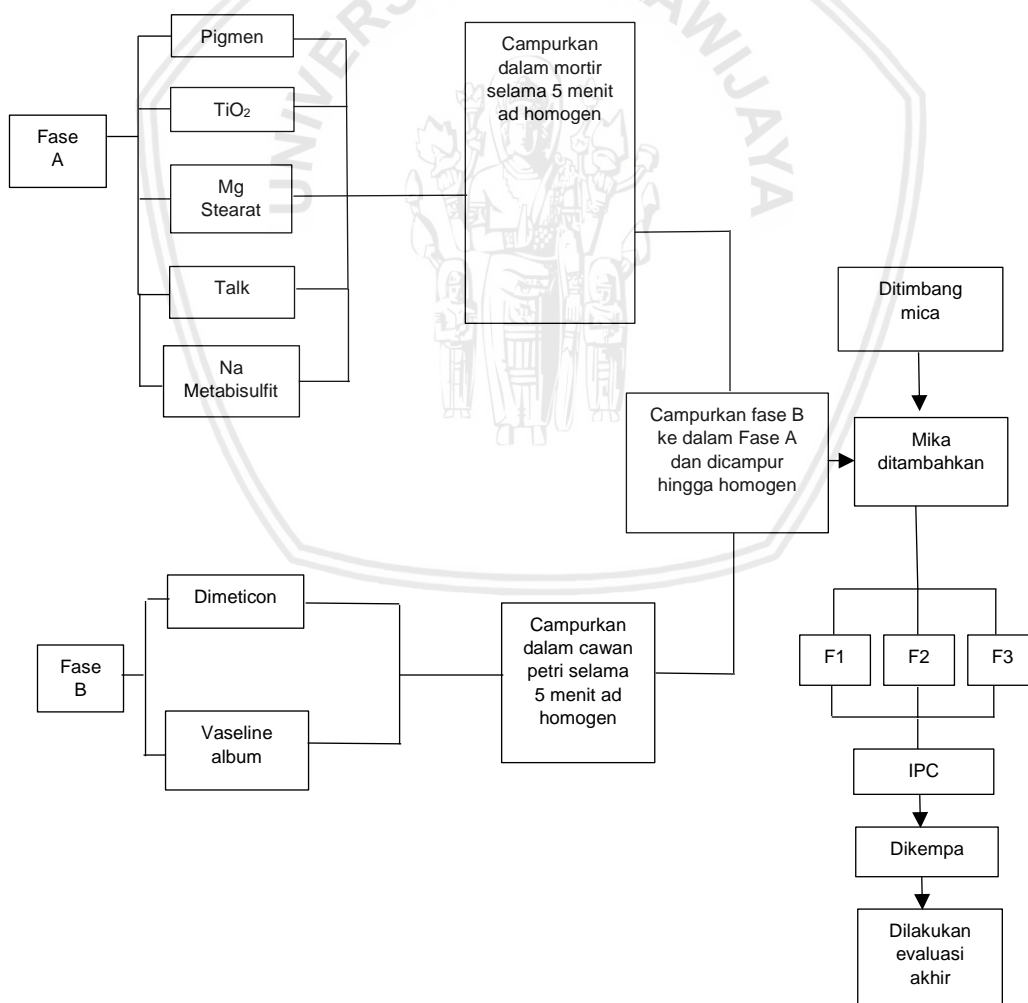 Pigmen
TiO₂
Fase
A
Mg
Stearat
Talk
Na
Metabisulfit
Campurkan
dalam mortir
selama 5 menit
ad homogen
Ditimbang
mica
Campurkan fase B
ke dalam Fase A
dan dicampur
hingga homogen
Mika
ditambahkan
Dimeticon
Fase
B
Vaseline
album
Campurkan
dalam cawan
petri selama
5 menit ad
homogen
F1
F2
F3
IPC
Dikempa
Dilakukan
evaluasi
akhir